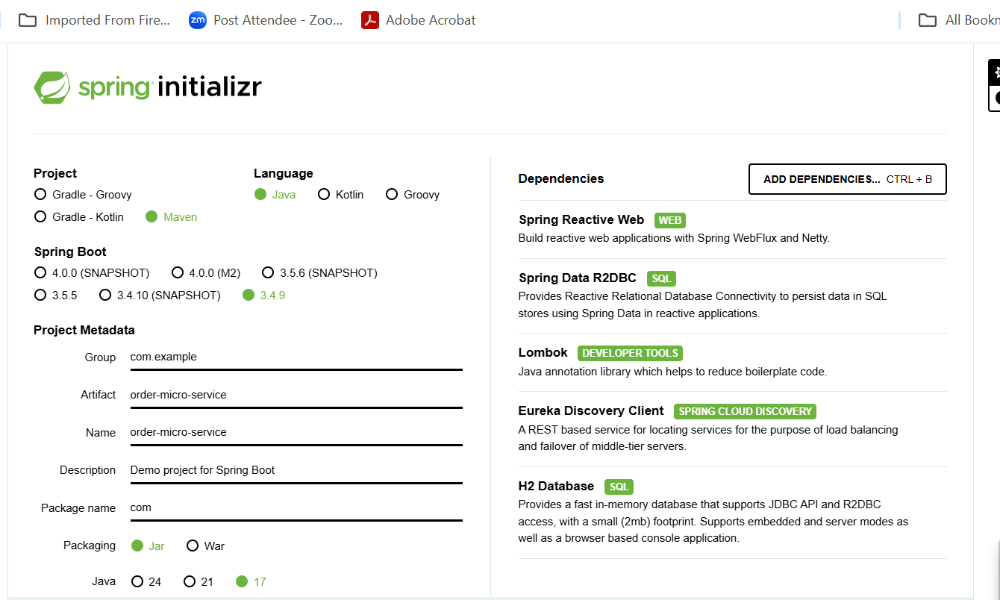 Imported From Fire...
Post Attendee - Zoo...
Adobe Acrobat
All Bookm
spring initializr
Project
Gradle - Groovy
Gradle - Kotlin
Maven
Language
Java
Kotlin
Groovy
Spring Boot
4.0.0 (SNAPSHOT)
4.0.0 (M2)
3.5.6 (SNAPSHOT)
3.5.5
3.4.10 (SNAPSHOT)
3.4.9
Project Metadata
Group com.example
Artifact order-micro-service
Name order-micro-service
Description Demo project for Spring Boot
Package name com
Packaging Jar War
Java 24 21 17
Dependencies
ADD DEPENDENCIES... CTRL + B
Spring Reactive Web WEB
Build reactive web applications with Spring WebFlux and Netty.
Spring Data R2DBC SQL
Provides Reactive Relational Database Connectivity to persist data in SQL
stores using Spring Data in reactive applications.
Lombok DEVELOPER TOOLS
Java annotation library which helps to reduce boilerplate code.
Eureka Discovery Client SPRING CLOUD DISCOVERY
A REST based service for locating services for the purpose of load balancing
and failover of middle-tier servers.
H2 Database SQL
Provides a fast in-memory database that supports JDBC API and R2DBC
access, with a small (2mb) footprint. Supports embedded and server modes as
well as a browser based console application.